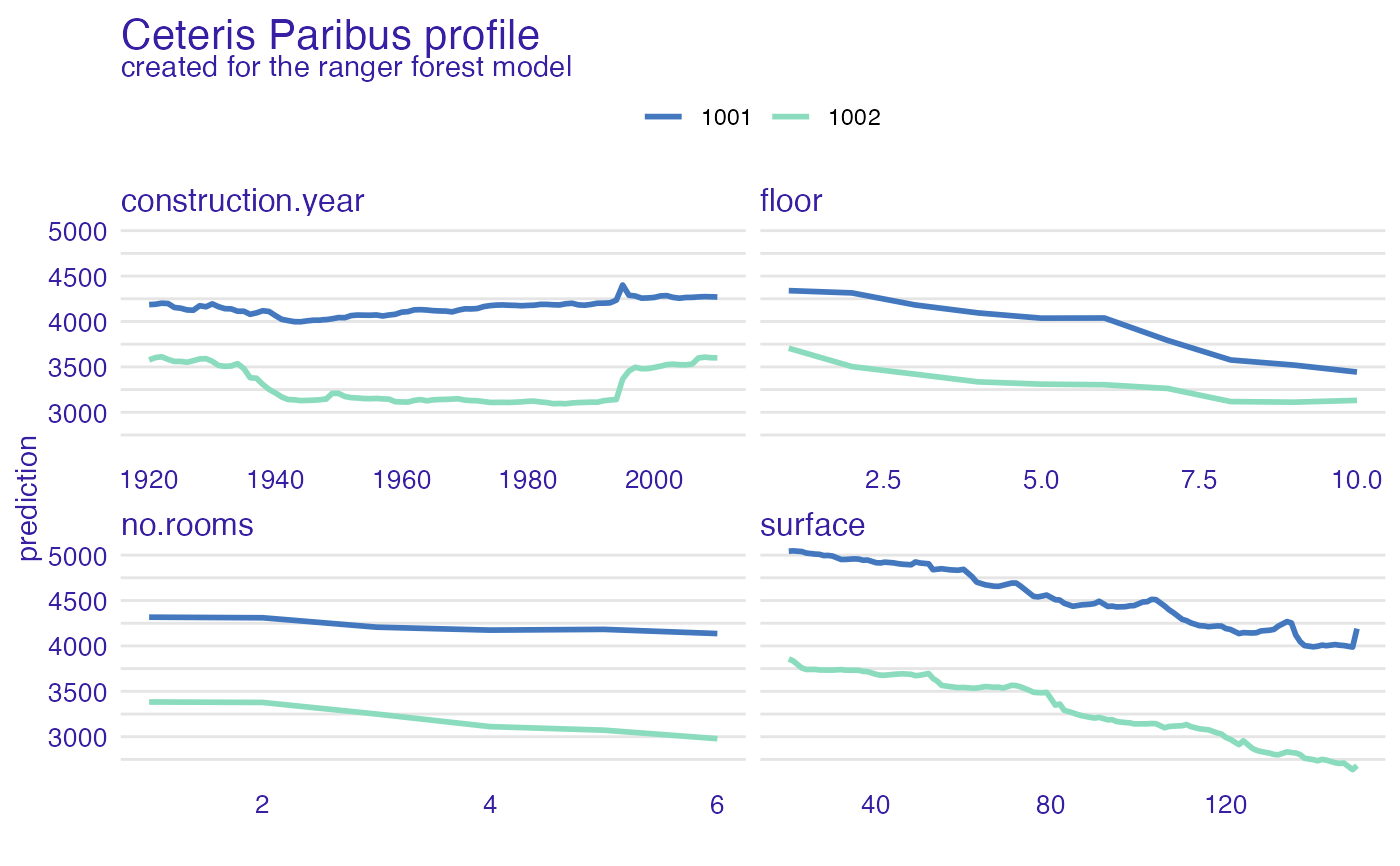 Ceteris Paribus profile
created for the ranger forest model
1001 1002
construction.year floor
5000
4500
4000
3500
3000
1920 1940 1960 1980 2000 2.5 5.0 7.5 10.0
prediction
no.rooms surface
5000
4500
4000
3500
3000
2 4 6 40 80 120